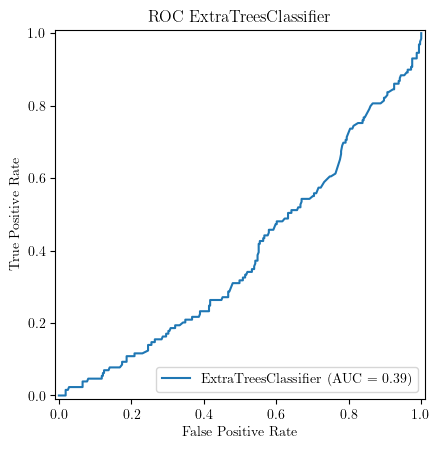 ROC ExtraTreesClassifier
1.0
0.8
0.6
0.4
0.2
0.0
True Positive Rate
ExtraTreesClassifier (AUC = 0.39)
0.0 0.2 0.4 0.6 0.8 1.0
False Positive Rate